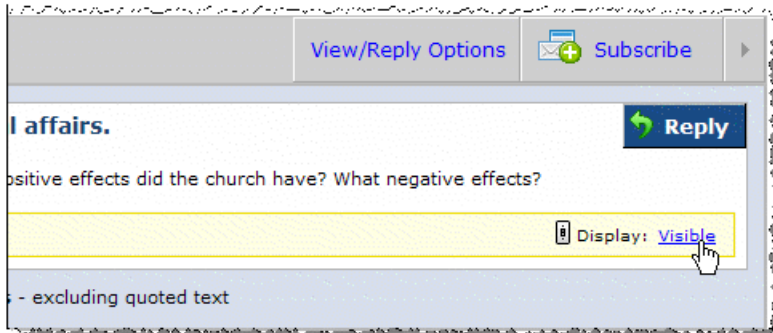 View/Reply Options Subscribe
l affairs.
Reply
ositive effects did the church have? What negative effects?
Display: Visible
- excluding quoted text